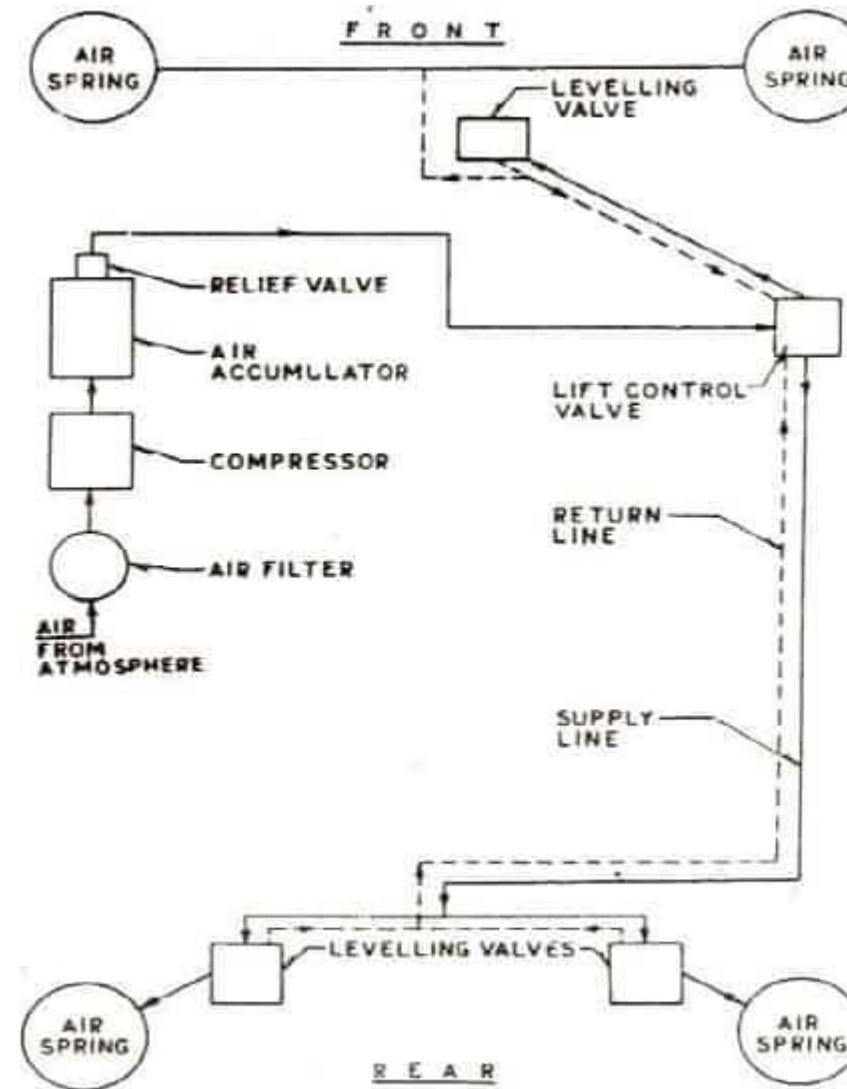 FRONT
AIR
SPRING
AIR
SPRING
LEVELLING
VALVE
RELIEF VALVE
AIR
ACCUMULATOR
LIFT CONTROL
VALVE
COMPRESSOR
RETURN
LINE
AIR FILTER
AIR
FROM
ATMOSPHERE
SUPPLY
LINE
LEVELLING VALVES
AIR
SPRING
AIR
SPRING
REAR